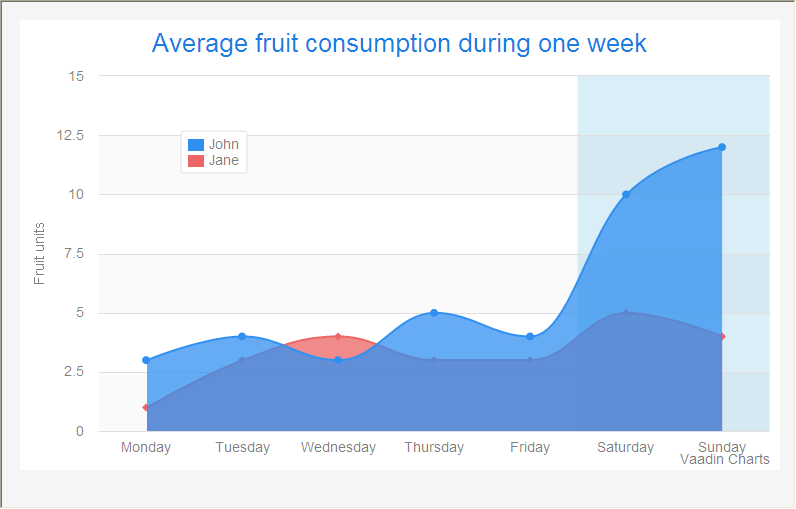 Average fruit consumption during one week
15
12.5
10
7.5
5
2.5
0
Fruit units
John
Jane
Monday Tuesday Wednesday Thursday Friday Saturday Sunday
Vaadin Charts